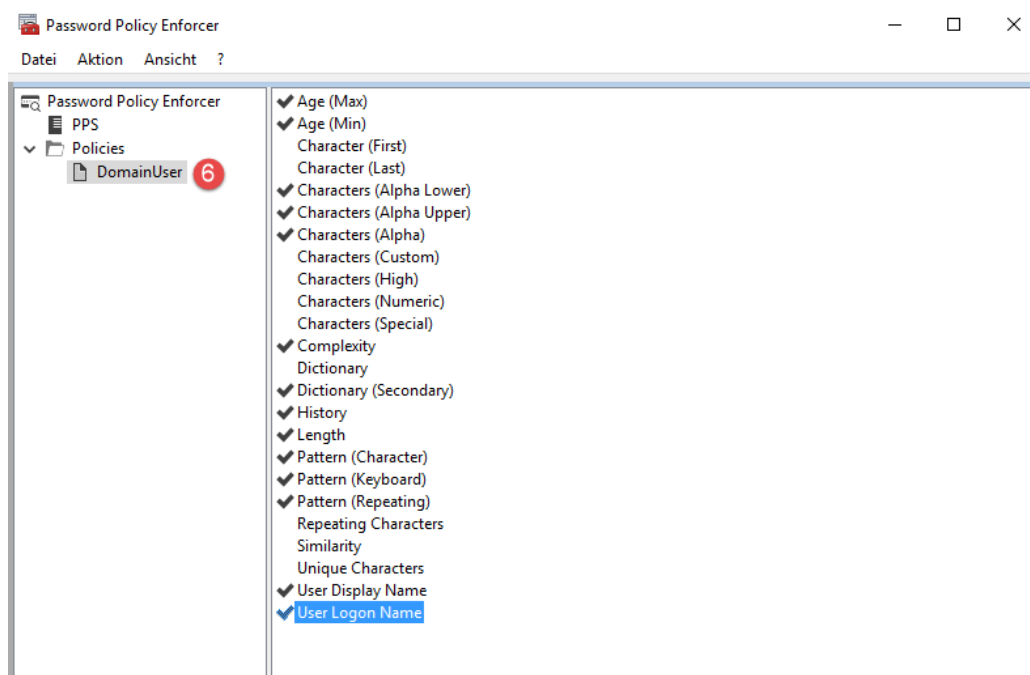 Password Policy Enforcer
Datei Aktion Ansicht ?
Password Policy Enforcer
PPS
Policies
DomainUser 6
Age (Max)
Age (Min)
Character (First)
Character (Last)
Characters (Alpha Lower)
Characters (Alpha Upper)
Characters (Alpha)
Characters (Custom)
Characters (High)
Characters (Numeric)
Characters (Special)
Complexity
Dictionary
Dictionary (Secondary)
History
Length
Pattern (Character)
Pattern (Keyboard)
Pattern (Repeating)
Repeating Characters
Similarity
Unique Characters
User Display Name
User Logon Name